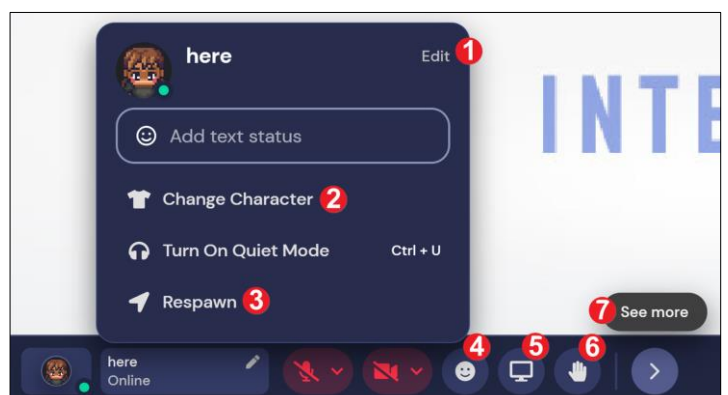 here
Edit 1
INTE
Add text status
Change Character 2
Turn On Quiet Mode Ctrl + U
Respawn 3
7 See more
4 5 6
here
Online